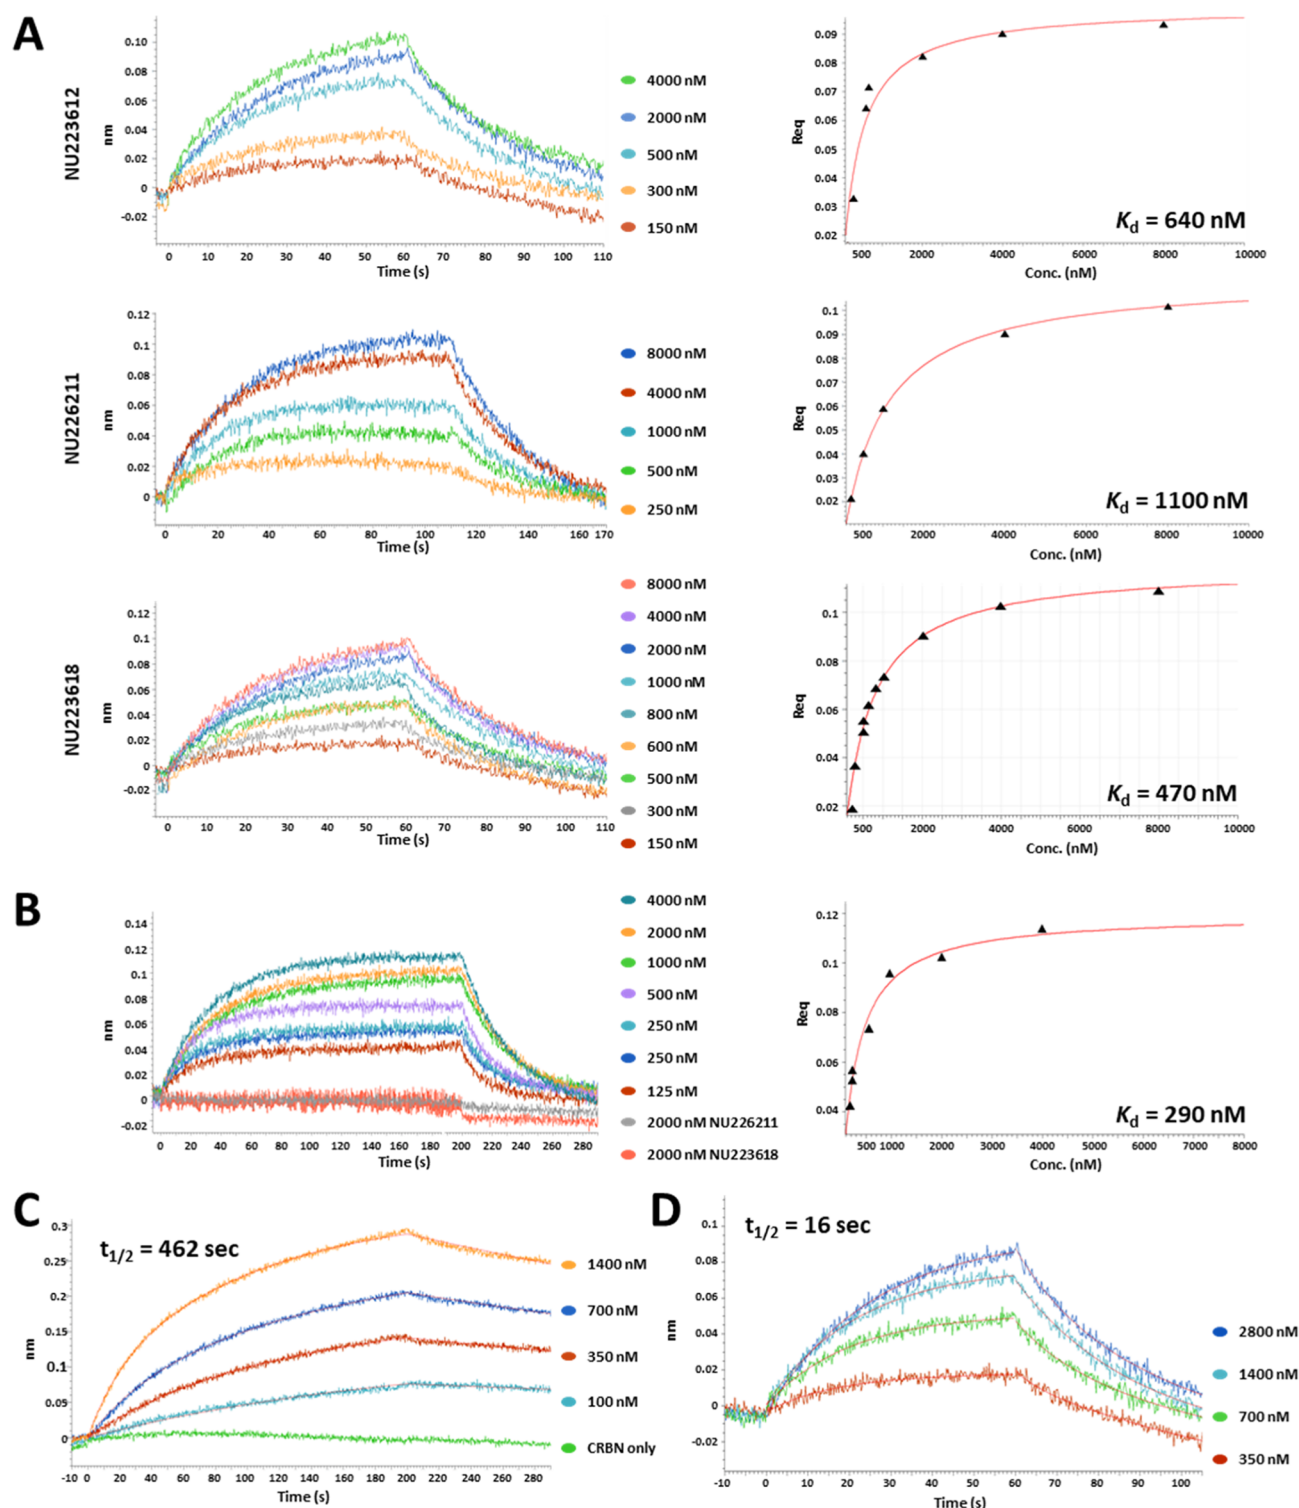 A
NU223612
nm
0.10
0.08
0.06
0.04
0.02
0
-0.02
0 10 20 30 40 50 60 70 80 90 100 110
Time (s)
4000 nM
2000 nM
500 nM
300 nM
150 nM
Req
0.09
0.08
0.07
0.06
0.05
0.04
0.03
0.02
500 2000 4000 6000 8000 10000
Conc. (nM)
Kd = 640 nM
NU226211
nm
0.12
0.1
0.08
0.06
0.04
0.02
0
0 20 40 60 80 100 120 140 160 170
Time (s)
8000 nM
4000 nM
1000 nM
500 nM
250 nM
Req
0.1
0.09
0.08
0.07
0.06
0.05
0.04
0.03
0.02
500 2000 4000 6000 8000 10000
Conc. (nM)
Kd = 1100 nM
NU223618
nm
0.12
0.1
0.08
0.06
0.04
0.02
0
-0.02
0 10 20 30 40 50 60 70 80 90 100 110
Time (s)
8000 nM
4000 nM
2000 nM
1000 nM
800 nM
600 nM
500 nM
300 nM
150 nM
Req
0.1
0.08
0.06
0.04
0.02
500 2000 4000 6000 8000 10000
Conc. (nM)
Kd = 470 nM
B
nm
0.14
0.12
0.1
0.08
0.06
0.04
0.02
0
-0.02
0 20 40 60 80 100 120 140 160 180 200 220 240 260 280
Time (s)
4000 nM
2000 nM
1000 nM
500 nM
250 nM
250 nM
125 nM
2000 nM NU226211
2000 nM NU223618
Req
0.12
0.1
0.08
0.06
0.04
500 1000 2000 3000 4000 5000 6000 7000 8000
Conc. (nM)
Kd = 290 nM
C
t1/2 = 462 sec
nm
0.3
0.25
0.2
0.15
0.1
0.05
0
-10 0 20 40 60 80 100 120 140 160 180 200 220 240 260 280
Time (s)
1400 nM
700 nM
350 nM
100 nM
CRBN only
D
t1/2 = 16 sec
nm
0.1
0.08
0.06
0.04
0.02
0
-0.02
-10 0 10 20 30 40 50 60 70 80 90 100
Time (s)
2800 nM
1400 nM
700 nM
350 nM